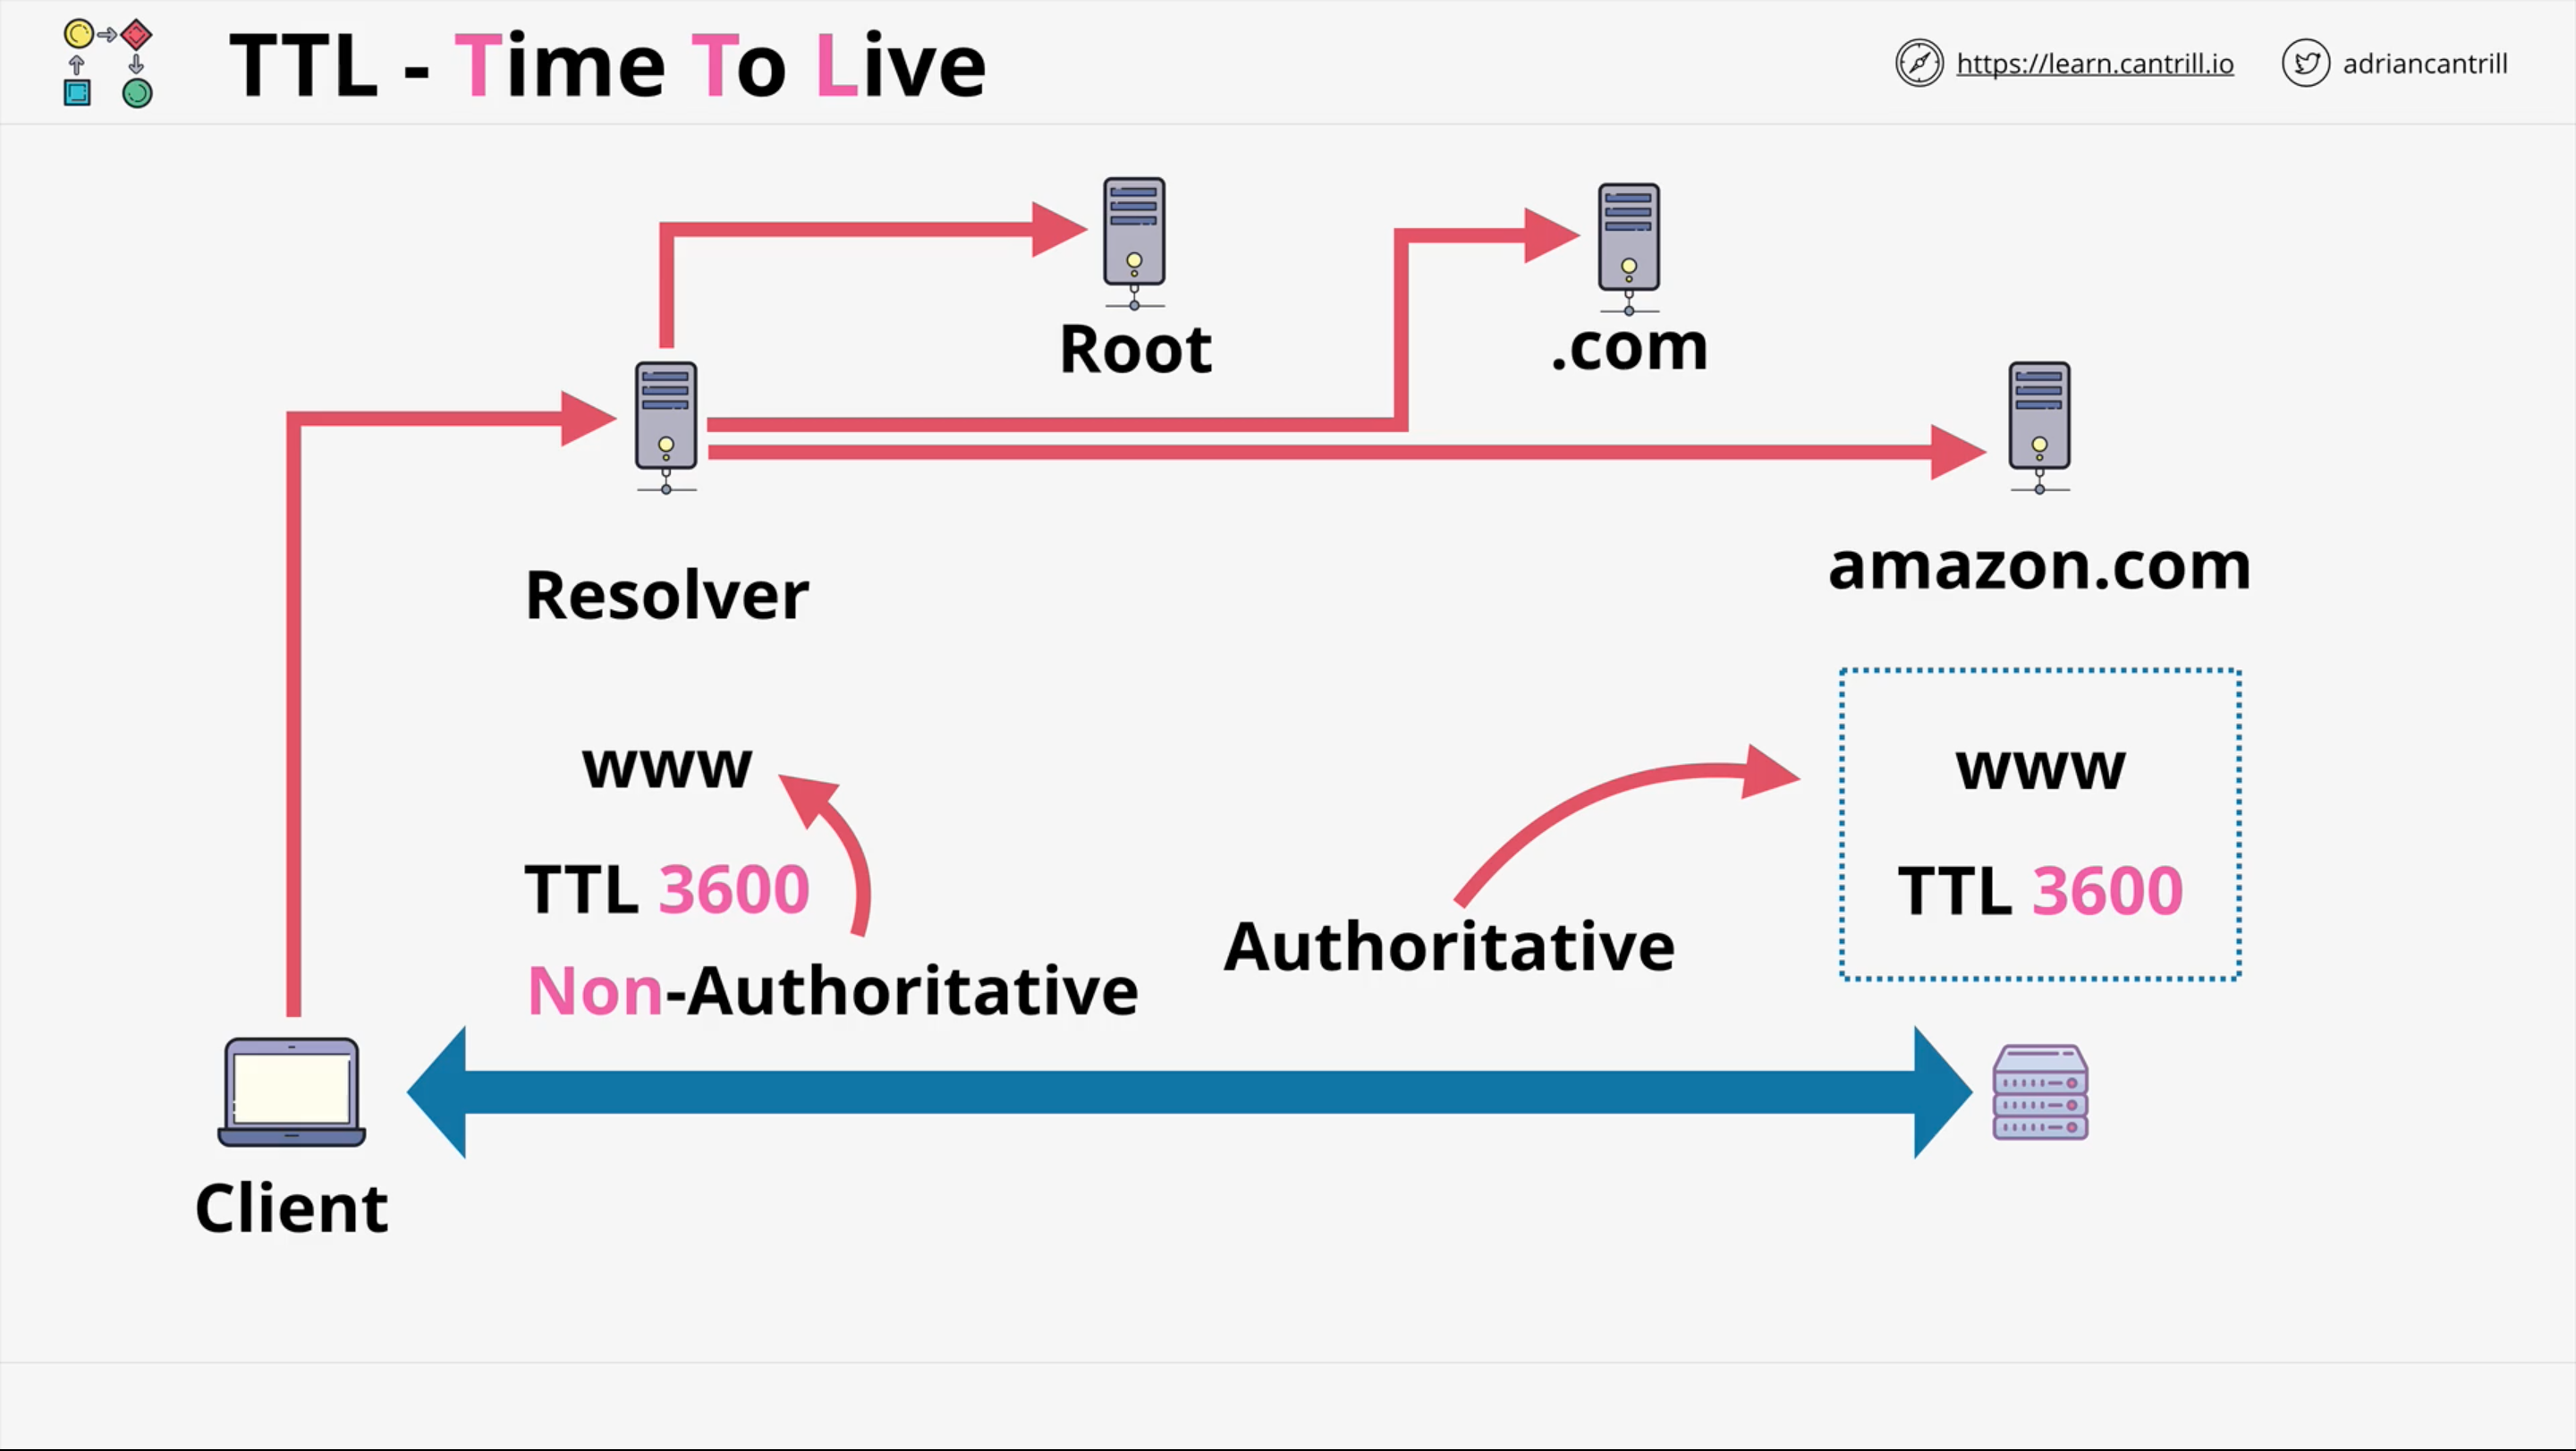 TTL - Time To Live
https://learn.cantrill.io
adriancantrill
Root
.com
Resolver
amazon.com
www
TTL 3600
Non-Authoritative
Authoritative
www
TTL 3600
Client